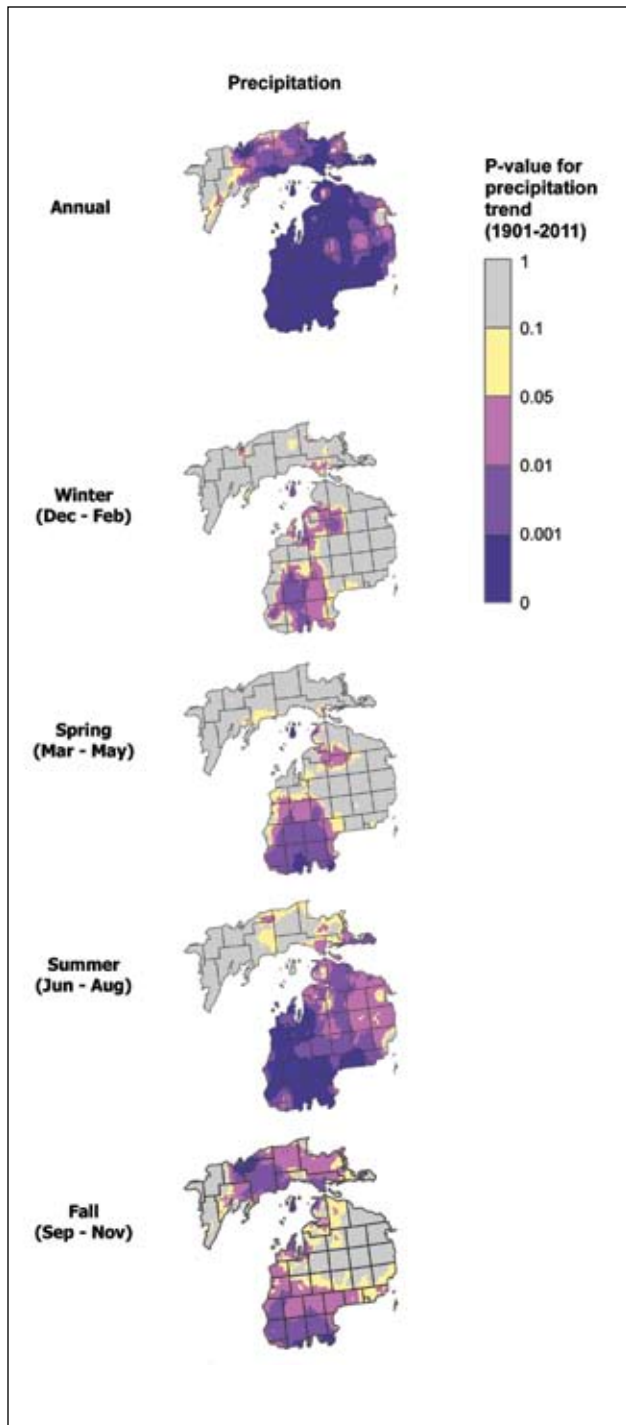 Precipitation
Annual
P-value for
precipitation
trend
(1901-2011)
1
0.1
0.05
0.01
0.001
0
Winter
(Dec - Feb)
Spring
(Mar - May)
Summer
(Jun - Aug)
Fall
(Sep - Nov)